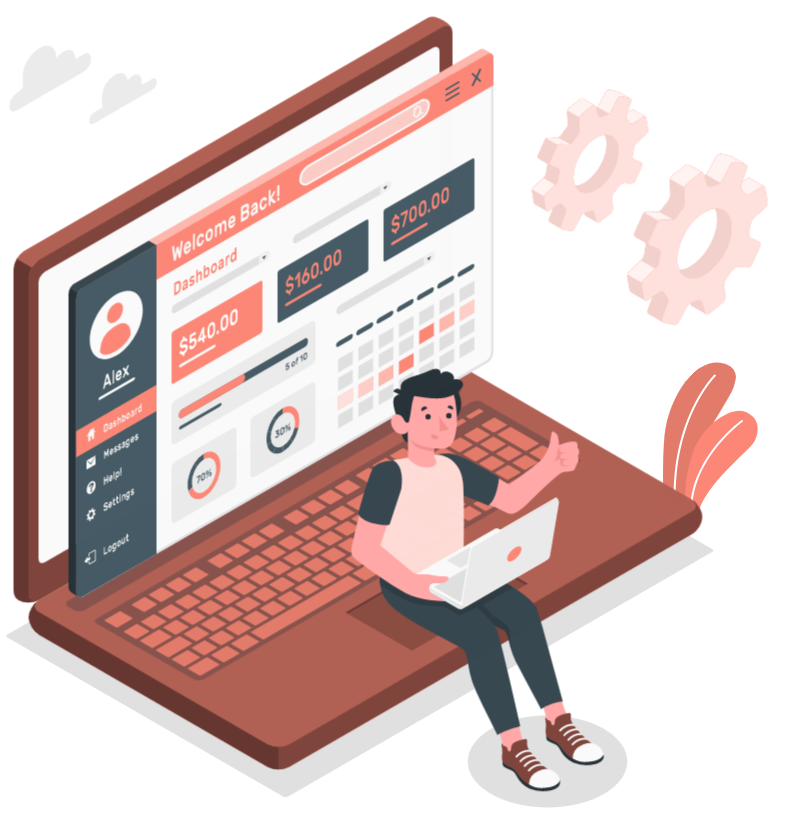 X
Welcome Back!
Dashboard
$540.00
$160.00
$700.00
5 of 10
70%
30%
Alex
Dashboard
Messages
Help!
Settings
Logout